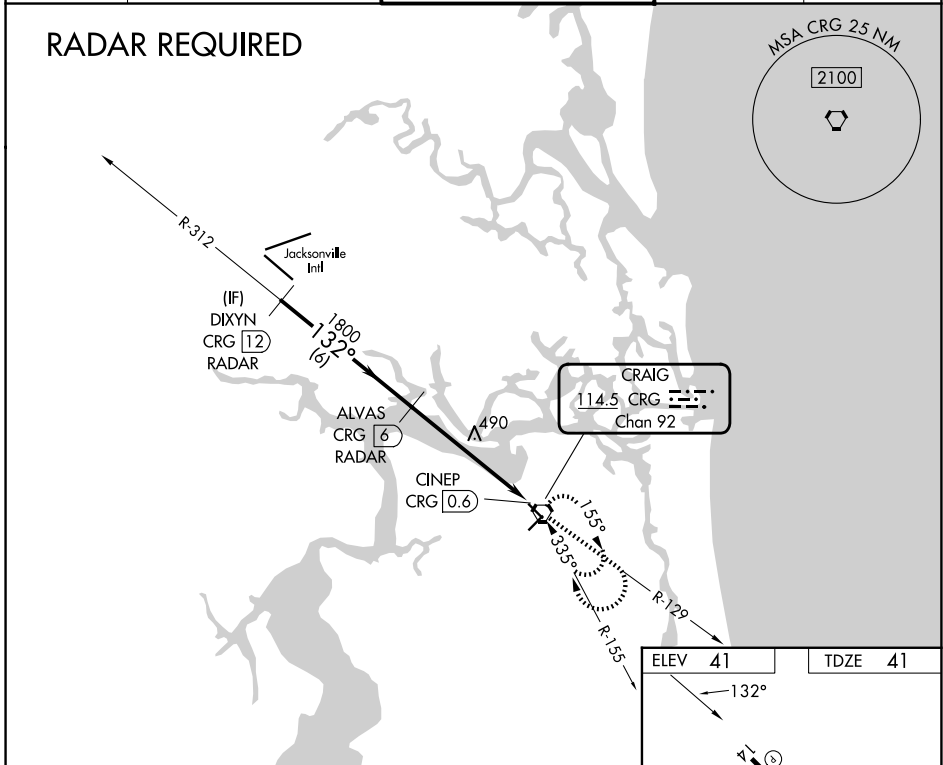 RADAR REQUIRED
MSA CRG 25 NM
2100
R-312
Jacksonville
Intl
(IF)
DIXYN
CRG 12
RADAR
1800
132°
(6)
ALVAS
CRG 6
RADAR
490
CRAIG
114.5 CRG
Chan 92
CINEP
CRG 0.6
155°
335°
R-129
R-155
ELEV 41
TDZE 41
132°
14
P